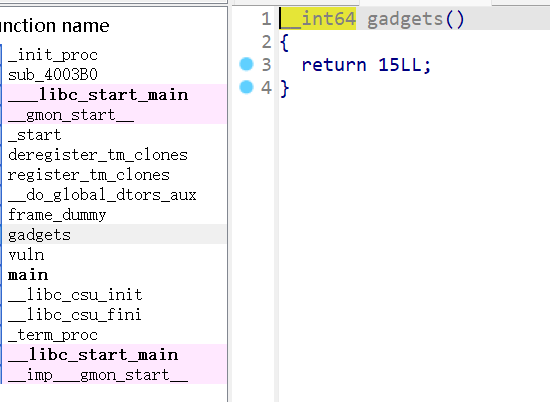 unction name
_init_proc
sub_4003B0
___libc_start_main
__gmon_start__
_start
deregister_tm_clones
register_tm_clones
__do_global_dtors_aux
frame_dummy
gadgets
vuln
main
__libc_csu_init
__libc_csu_fini
_term_proc
__libc_start_main
__imp___gmon_start__
1 __int64 gadgets()
2 {
3 return 15LL;
4 }